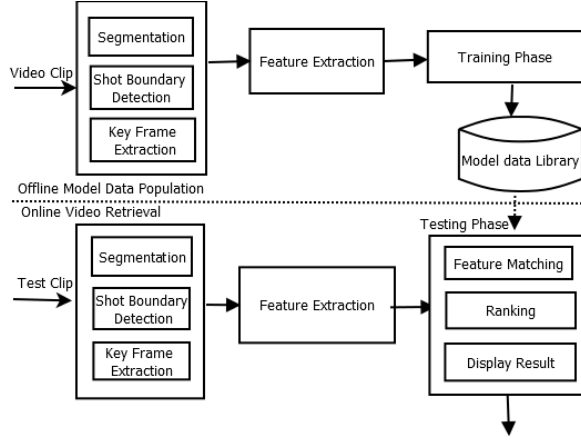 Segmentation
Video Clip
Shot Boundary
Detection
Key Frame
Extraction
Feature Extraction
Training Phase
Model data Library
Offline Model Data Population
Online Video Retrieval
Test Clip
Segmentation
Shot Boundary
Detection
Key Frame
Extraction
Feature Extraction
Testing Phase
Feature Matching
Ranking
Display Result